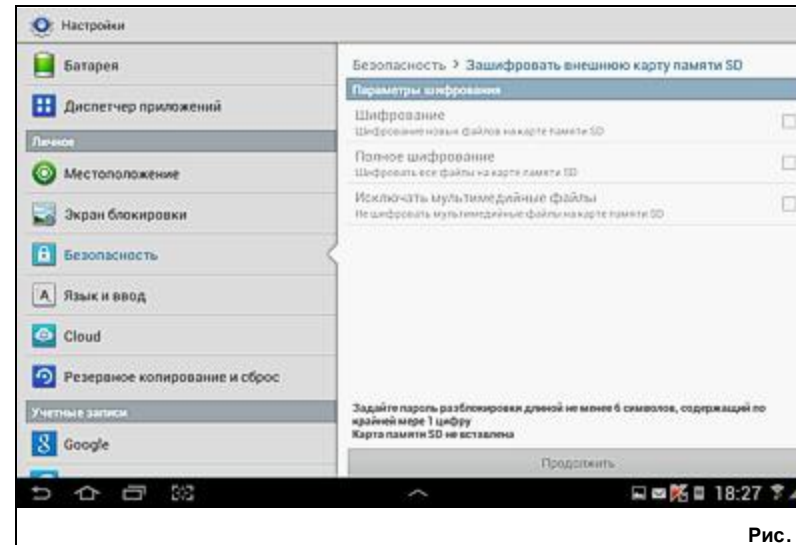 Настройки
Батарея
Диспетчер приложений
Личное
Местоположение
Экран блокировки
Безопасность
Язык и ввод
Cloud
Резервное копирование и сброс
Учетные записи
Google
Безопасность > Зашифровать внешнюю карту памяти SD
Параметры шифрования
Шифрование
Шифрование новых файлов на карте памяти SD
Полное шифрование
Шифровать все файлы на карте памяти SD
Исключать мультимедийные файлы
Не шифровать мультимедийные файлы на карте памяти SD
Задайте пароль разблокировки длиной не менее 6 символов, содержащий по
крайней мере 1 цифру
Карта памяти SD не вставлена
Продолжить
18:27
Рис.